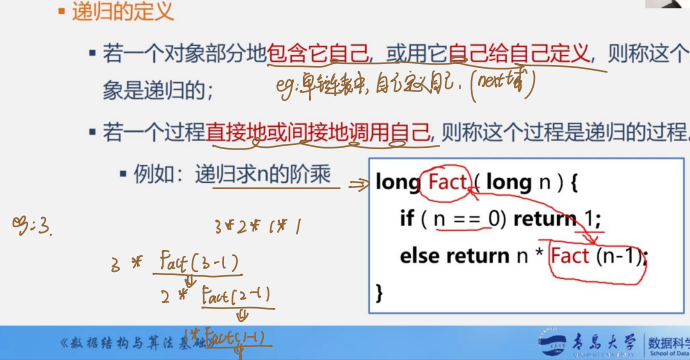 递归的定义
若一个对象部分地包含它自己, 或用它自己给自己定义, 则称这个
象是递归的;
eg:单链表中,自己定义自己.(next域)
若一个过程直接地或间接地调用自己, 则称这个过程是递归的过程
例如：递归求n的阶乘 ⇒
long Fact ( long n ) {
if ( n == 0) return 1;
else return n * Fact (n-1);
}
eg:3.
3*2*1*1
3 * Fact(3-1)
2 * Fact(2-1)
1*Fact(1-1)
《数据结构与算法基础》
青岛大学
数据科学
School of Data